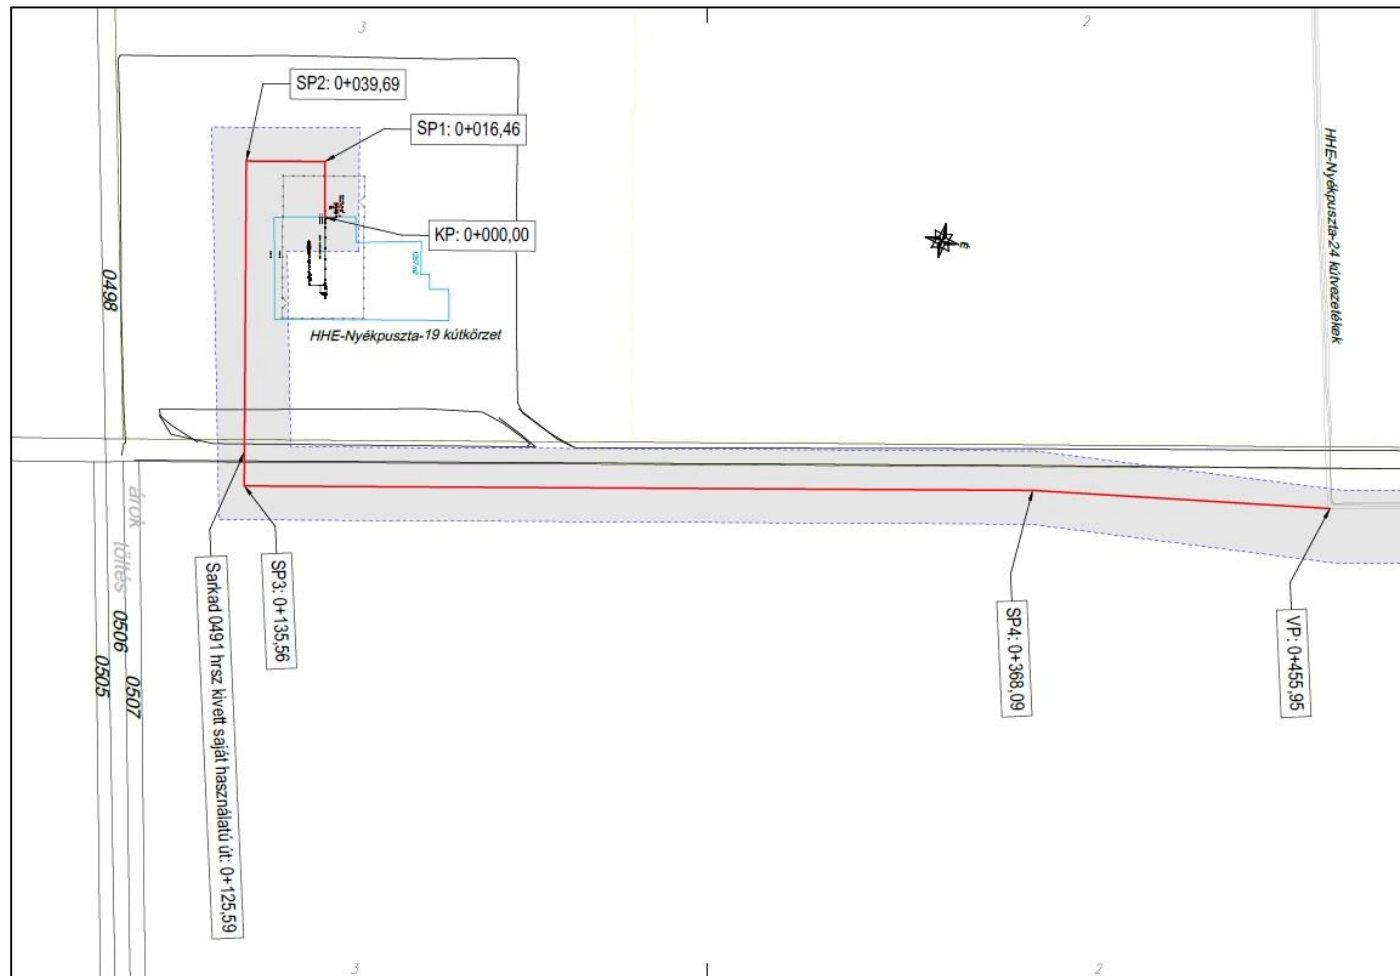 3
2
SP2: 0+039,69
SP1: 0+016,46
KP: 0+000,00
HHE-Nyékpuszta-24 kútvezetékek
0498
HHE-Nyékpuszta-19 kútkörzet
árok
töltés
0506
0505
0507
Sarkad 0491 hrsz kivett saját használatú út: 0+125,59
SP3: 0+135,56
SP4: 0+368,09
VP: 0+455,95
3
2